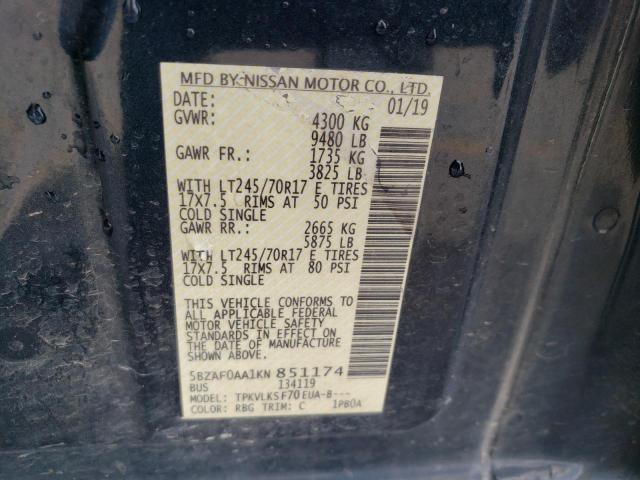 MFD BY: NISSAN MOTOR CO., LTD.
DATE: 01/19
GVWR: 4300 KG
9480 LB
GAWR FR.: 1735 KG
3825 LB
WITH LT245/70R17 E TIRES
17X7.5 RIMS AT 50 PSI
COLD SINGLE
GAWR RR.: 2665 KG
5875 LB
WITH LT245/70R17 E TIRES
17X7.5 RIMS AT 80 PSI
COLD SINGLE
THIS VEHICLE CONFORMS TO
ALL APPLICABLE FEDERAL
MOTOR VEHICLE SAFETY
STANDARDS IN EFFECT ON
THE DATE OF MANUFACTURE
SHOWN ABOVE.
5BZAF0AA1KN 851174
BUS 134119
MODEL: TPKVLKSF70EUA-B---
COLOR: RBG TRIM: C 1PB0A